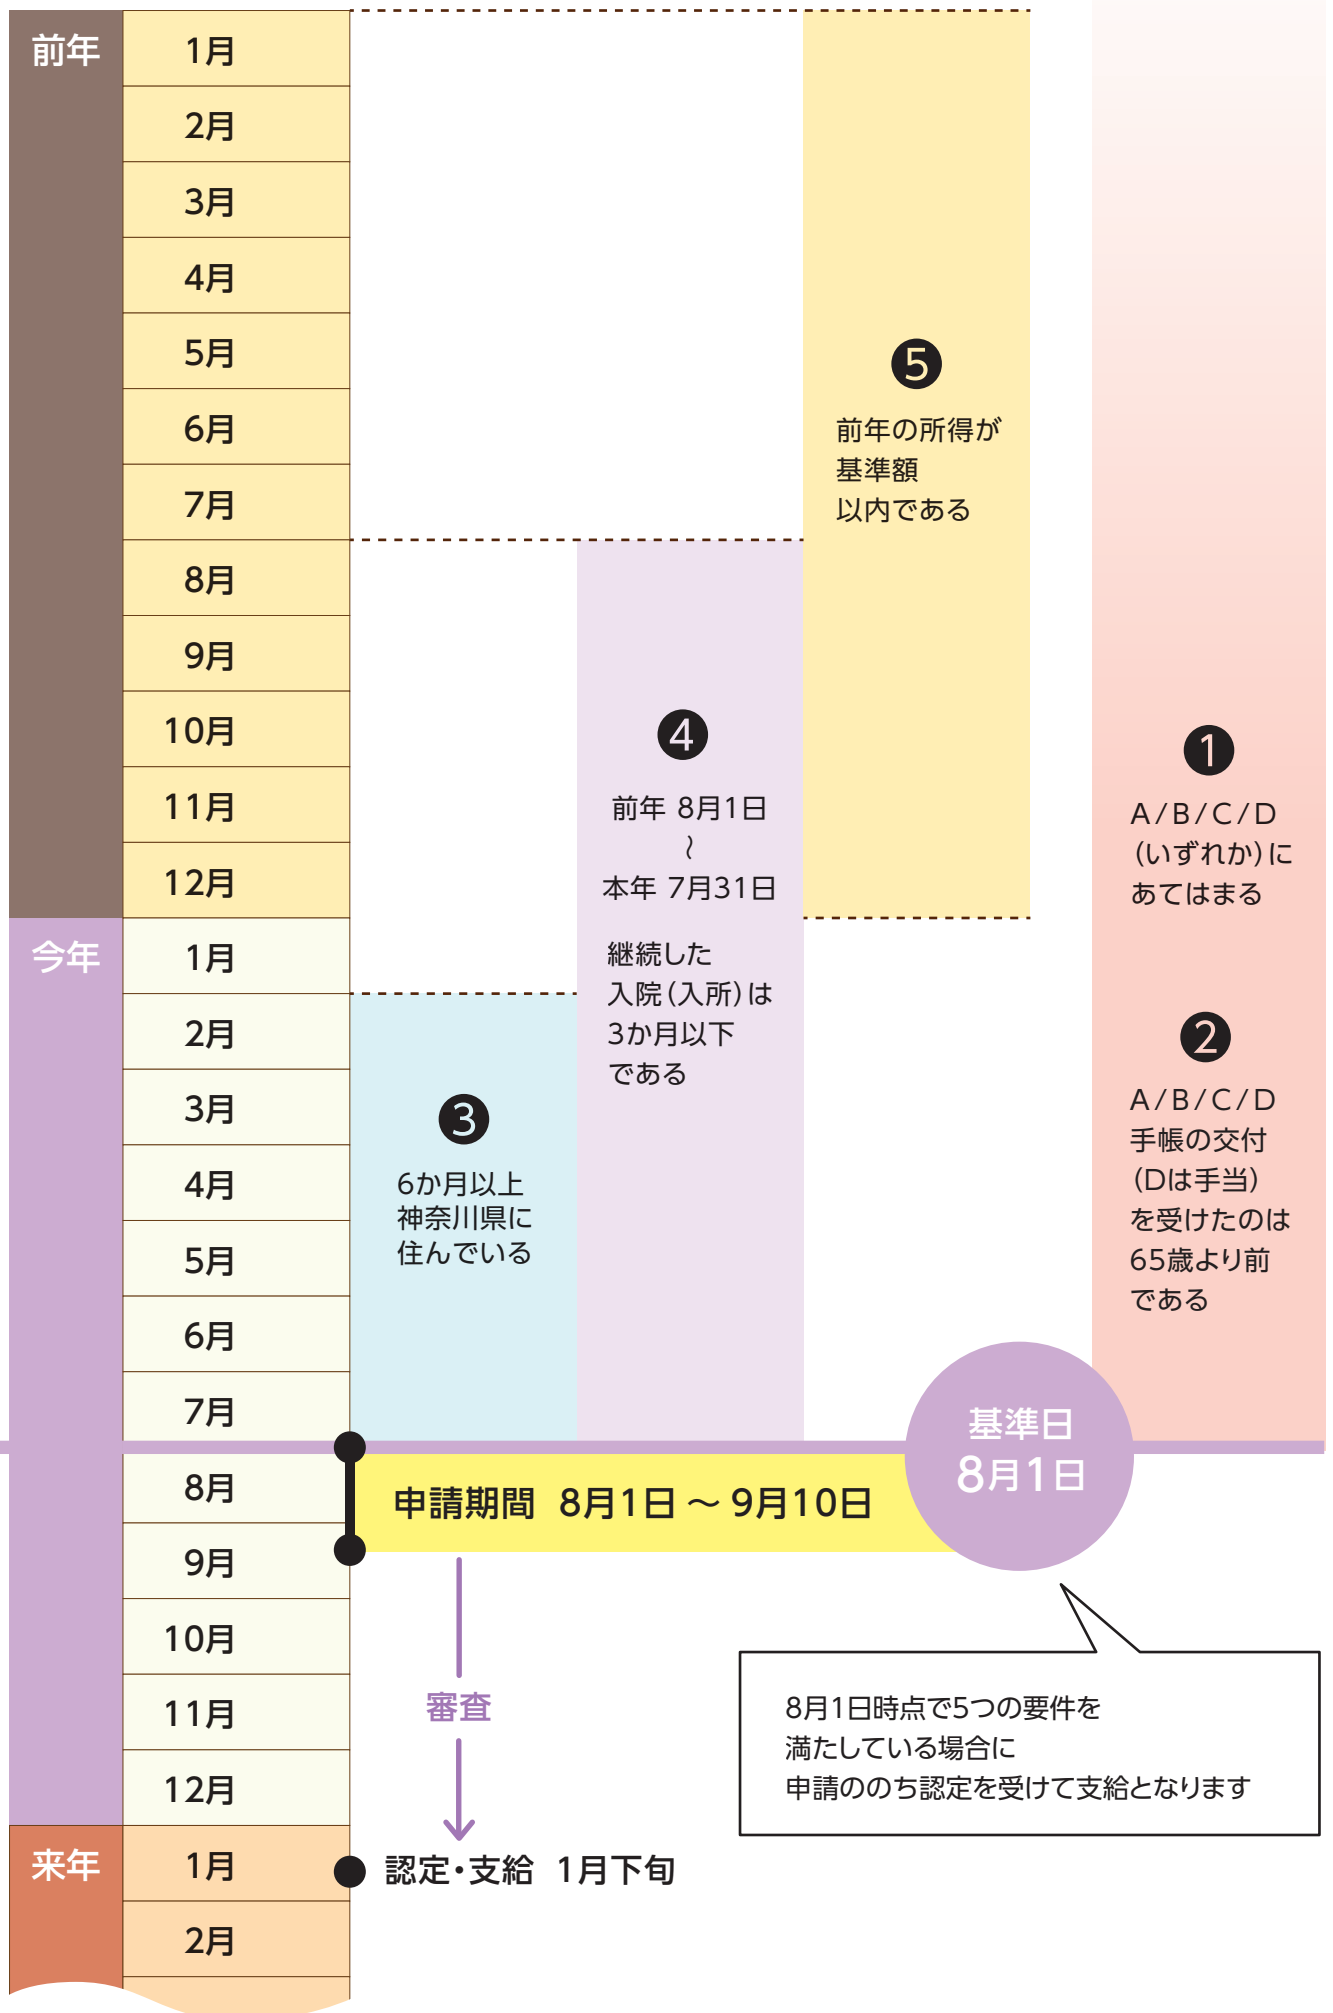 前年
1月
2月
3月
4月
5月
6月
7月
8月
9月
10月
11月
12月
今年
1月
2月
3月
4月
5月
6月
7月
8月
9月
10月
11月
12月
来年
1月
2月
❺
前年の所得が
基準額
以内である
❹
前年 8月1日
〜
本年 7月31日
継続した
入院(入所)は
3か月以下
である
❸
6か月以上
神奈川県に
住んでいる
❶
A/B/C/D
(いずれか)に
あてはまる
❷
A/B/C/D
手帳の交付
(Dは手当)
を受けたのは
65歳より前
である
基準日
8月1日
申請期間 8月1日〜9月10日
審査
認定・支給 1月下旬
8月1日時点で5つの要件を
満たしている場合に
申請ののち認定を受けて支給となります